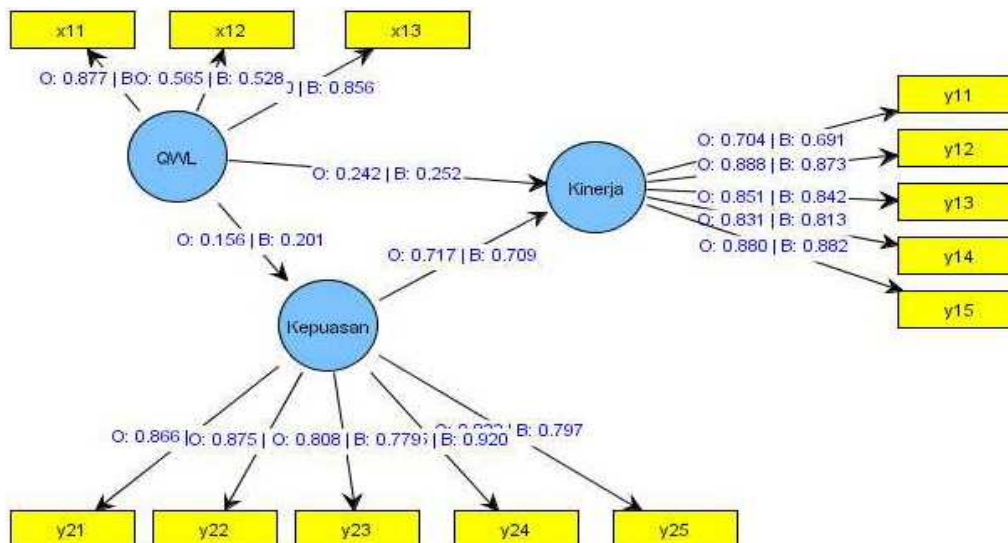 x11
x12
x13
O: 0.877 | B
O: 0.565 | B: 0.528
| B: 0.856
QWL
Kinerja
y11
y12
y13
y14
y15
O: 0.704 | B: 0.691
O: 0.888 | B: 0.873
O: 0.851 | B: 0.842
O: 0.831 | B: 0.813
O: 0.880 | B: 0.882
O: 0.242 | B: 0.252
O: 0.156 | B: 0.201
O: 0.717 | B: 0.709
Kepuasan
O: 0.866 |
O: 0.875 |
O: 0.808 | B: 0.779
| B: 0.920
| B: 0.797
y21
y22
y23
y24
y25